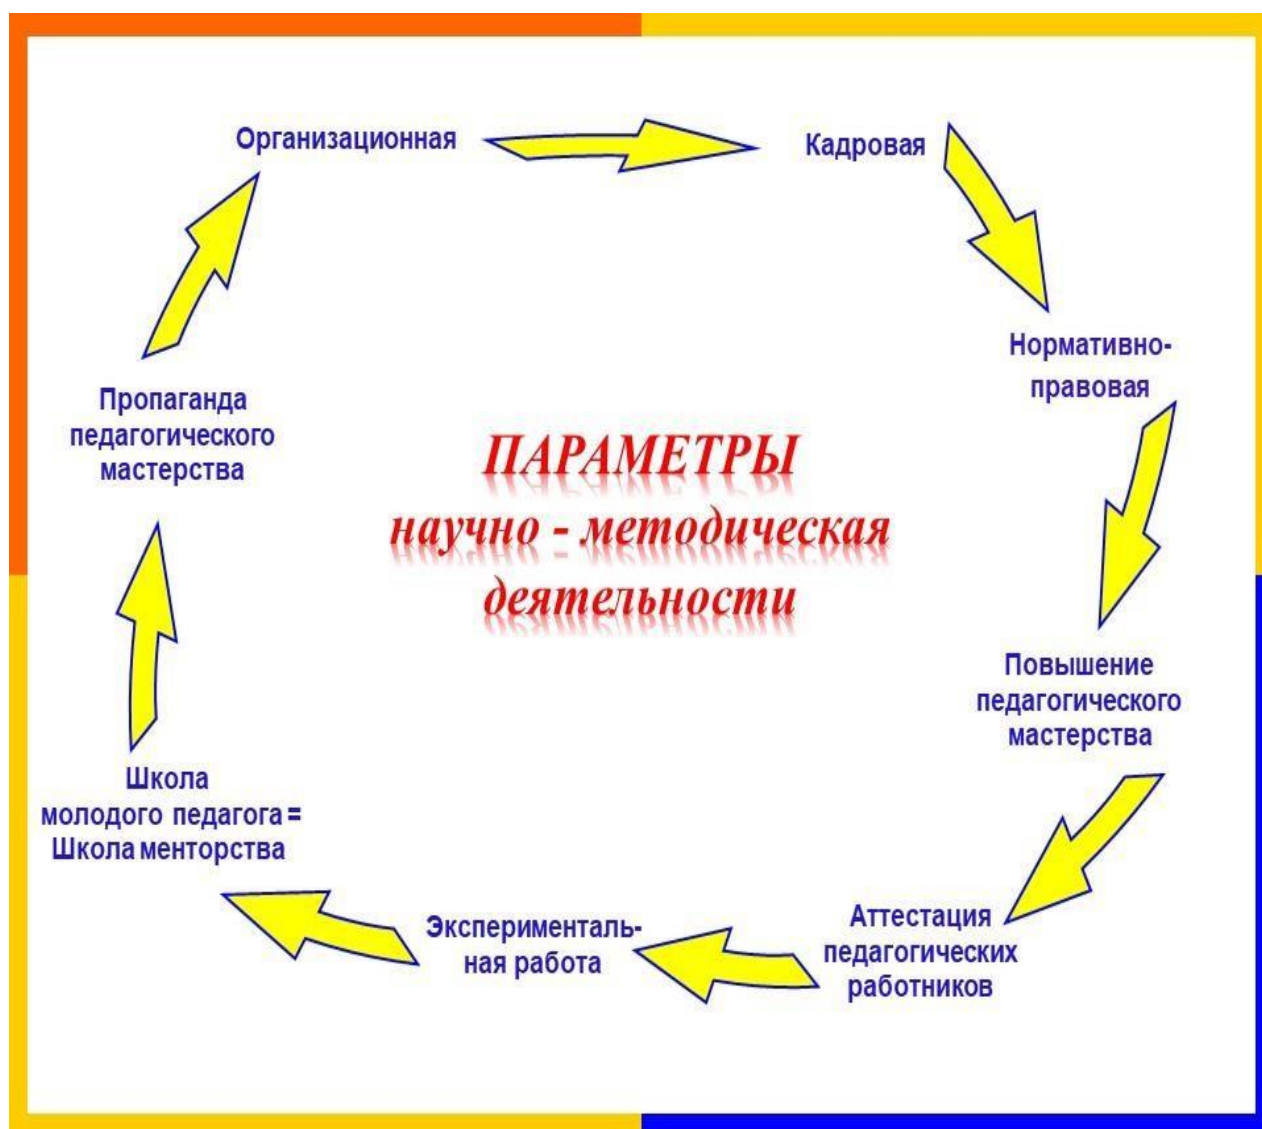 Организационная
Кадровая
Нормативно-
правовая
Повышение
педагогического
мастерства
Аттестация
педагогических
работников
Эксперименталь-
ная работа
Школа
молодого педагога =
Школа менторства
Пропаганда
педагогического
мастерства
ПАРАМЕТРЫ
научно - методическая
деятельности